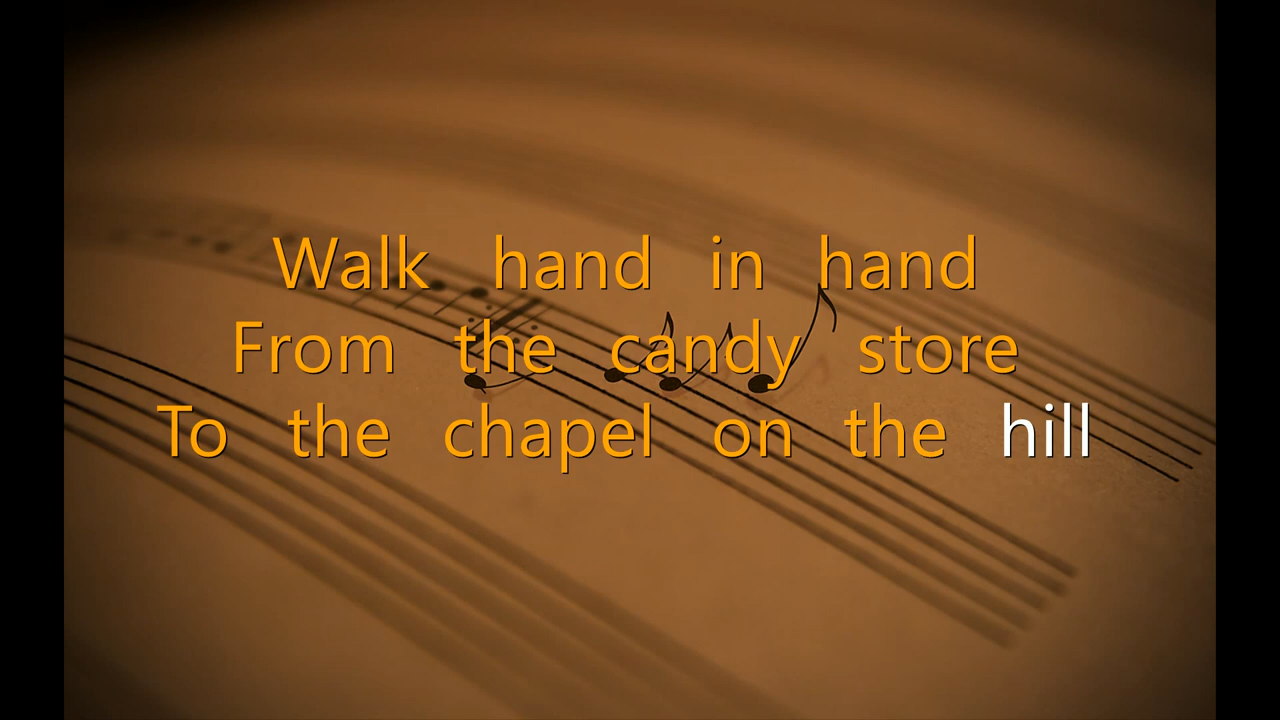 Walk hand in hand
From the candy store
To the chapel on the hill